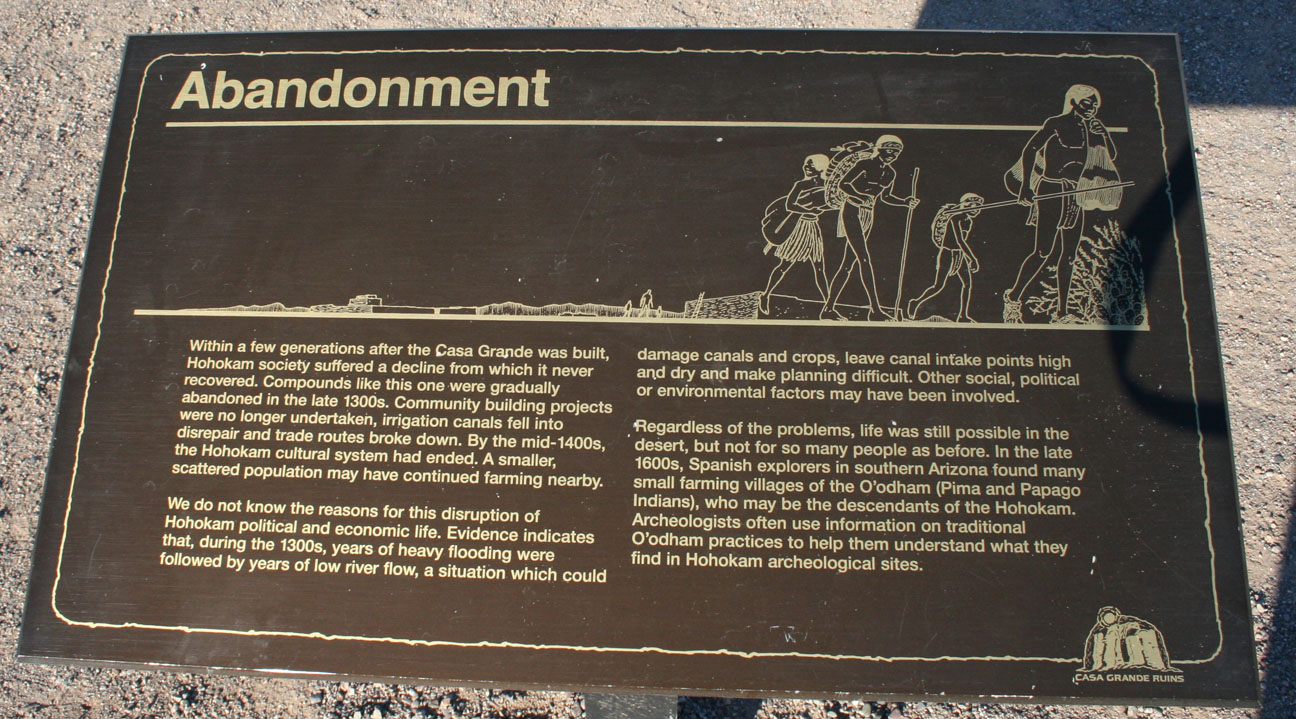 Abandonment
Within a few generations after the Casa Grande was built,
Hohokam society suffered a decline from which it never
recovered. Compounds like this one were gradually
abandoned in the late 1300s. Community building projects
were no longer undertaken, irrigation canals fell into
disrepair and trade routes broke down. By the mid-1400s,
the Hohokam cultural system had ended. A smaller,
scattered population may have continued farming nearby.
We do not know the reasons for this disruption of
Hohokam political and economic life. Evidence indicates
that, during the 1300s, years of heavy flooding were
followed by years of low river flow, a situation which could
damage canals and crops, leave canal intake points high
and dry and make planning difficult. Other social, political
or environmental factors may have been involved.
Regardless of the problems, life was still possible in the
desert, but not for so many people as before. In the late
1600s, Spanish explorers in southern Arizona found many
small farming villages of the O'odham (Pima and Papago
Indians), who may be the descendants of the Hohokam.
Archeologists often use information on traditional
O'odham practices to help them understand what they
find in Hohokam archeological sites.
CASA GRANDE RUINS